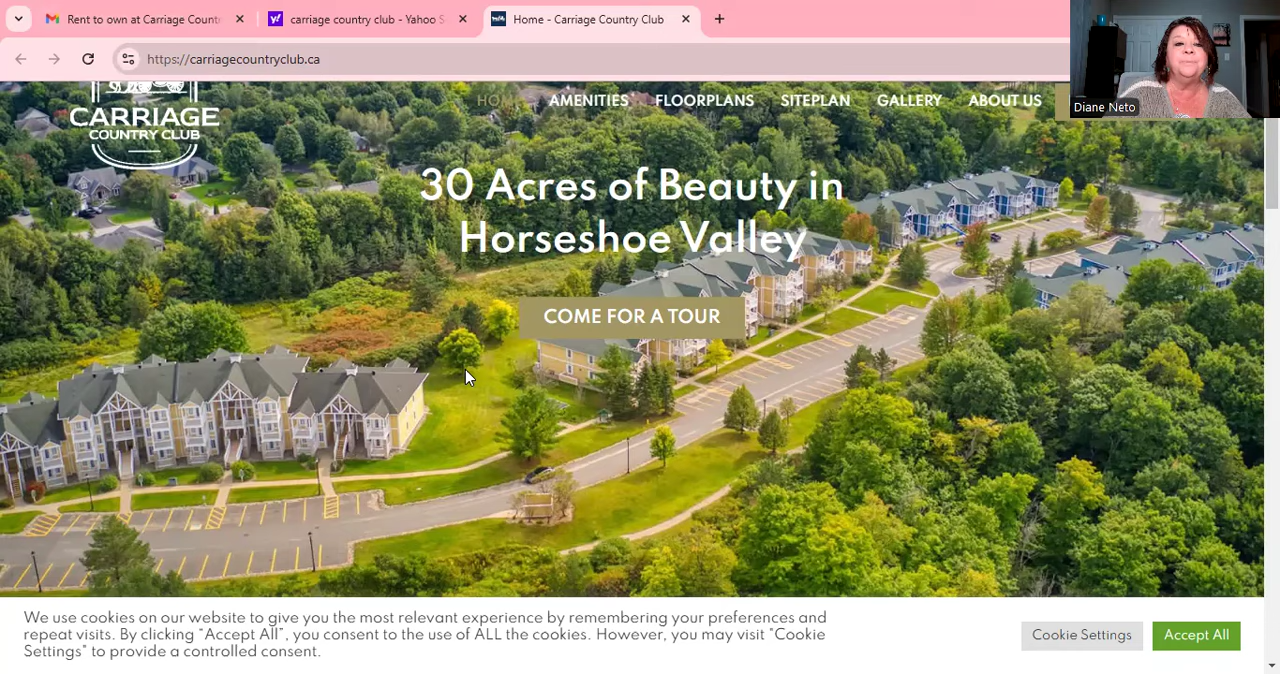 Rent to own at Carriage Count
carriage country club - Yahoo S
Home - Carriage Country Club
https://carriagecountryclub.ca
Diane Neto
CARRIAGE
COUNTRY CLUB
HOME
AMENITIES
FLOORPLANS
SITEPLAN
GALLERY
ABOUT US
30 Acres of Beauty in
Horseshoe Valley
COME FOR A TOUR
We use cookies on our website to give you the most relevant experience by remembering your preferences and
repeat visits. By clicking “Accept All”, you consent to the use of ALL the cookies. However, you may visit "Cookie
Settings" to provide a controlled consent.
Cookie Settings
Accept All